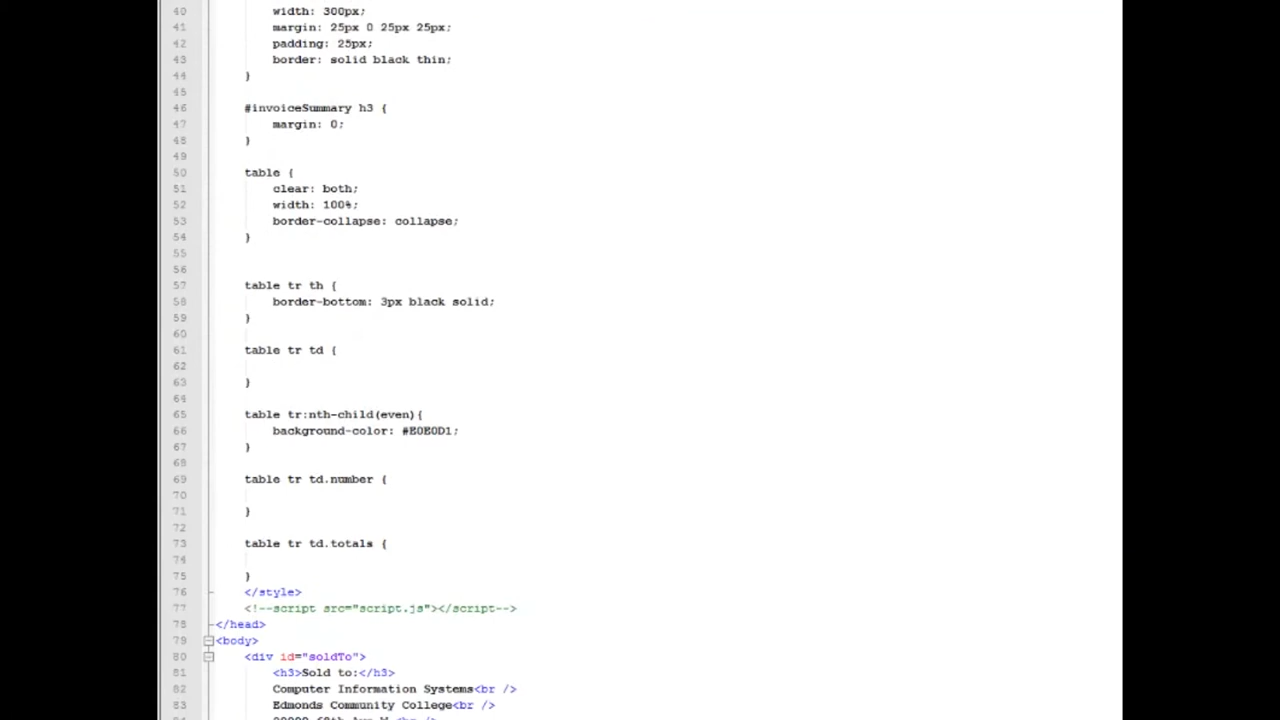 40 width: 300px;
41 margin: 25px 0 25px 25px;
42 padding: 25px;
43 border: solid black thin;
44 }
45
46 #invoiceSummary h3 {
47 margin: 0;
48 }
49
50 table {
51 clear: both;
52 width: 100%;
53 border-collapse: collapse;
54 }
55
56
57 table tr th {
58 border-bottom: 3px black solid;
59 }
60
61 table tr td {
62
63 }
64
65 table tr:nth-child(even){
66 background-color: #E0E0D1;
67 }
68
69 table tr td.number {
70
71 }
72
73 table tr td.totals {
74
75 }
76 </style>
77 <!--script src="script.js"></script-->
78 </head>
79 <body>
80 <div id="soldTo">
81 <h3>Sold to:</h3>
82 Computer Information Systems<br />
83 Edmonds Community College<br />